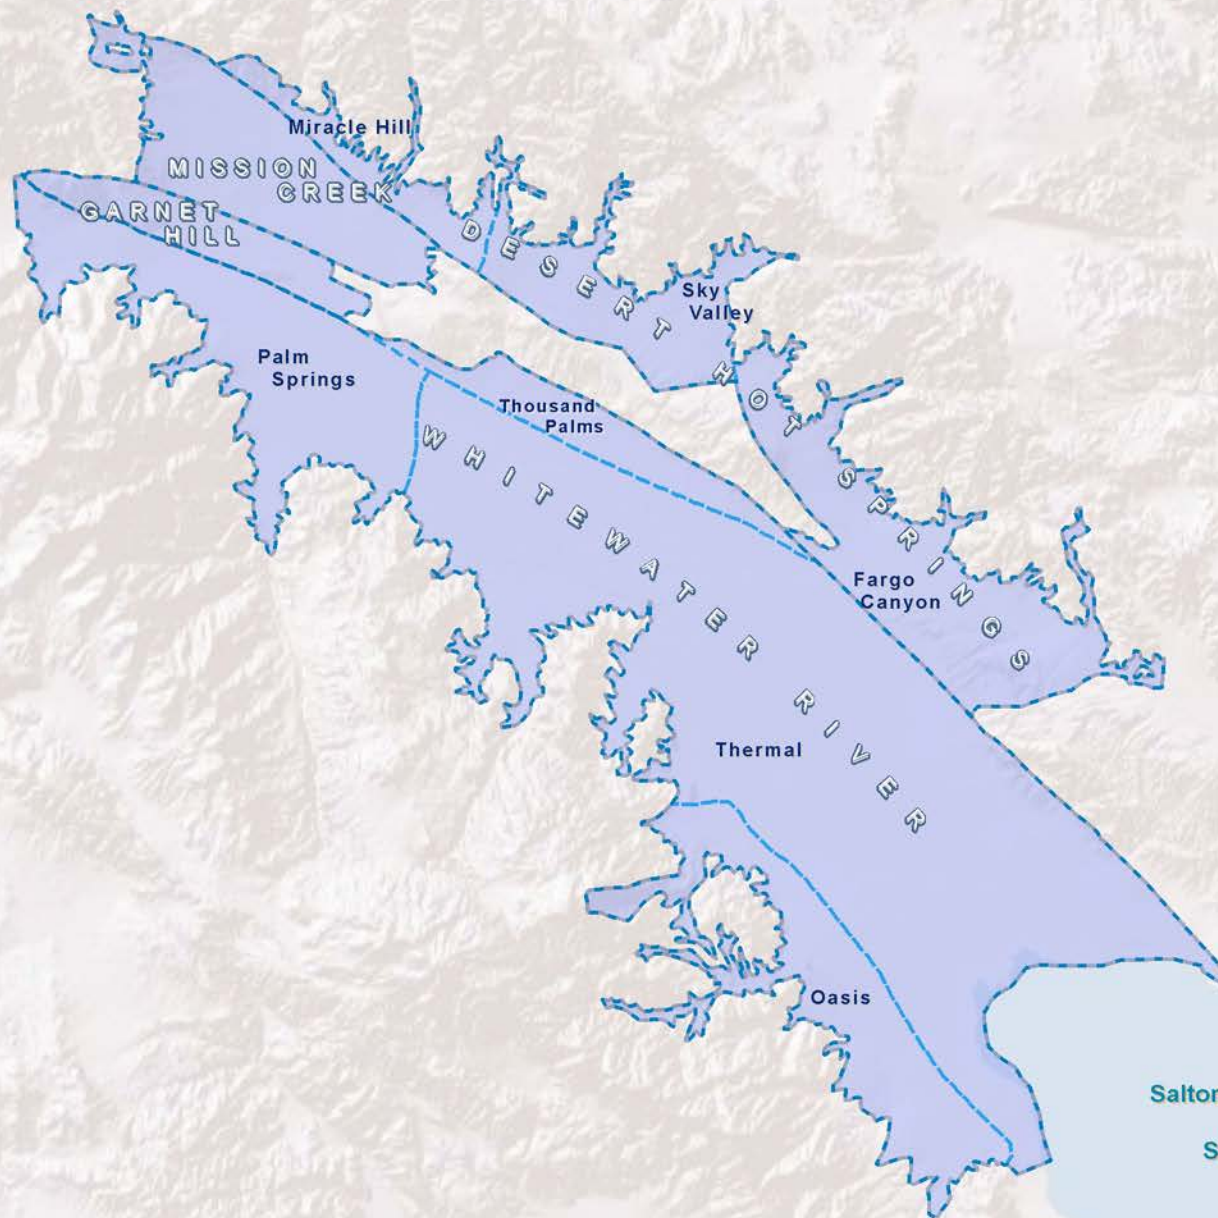 Miracle Hill
MISSION
CREEK
GARNET
HILL
DESERT HOT SPRINGS
Sky
Valley
Palm
Springs
Thousand
Palms
WHITEWATER RIVER
Fargo
Canyon
Thermal
Oasis
Salton
S